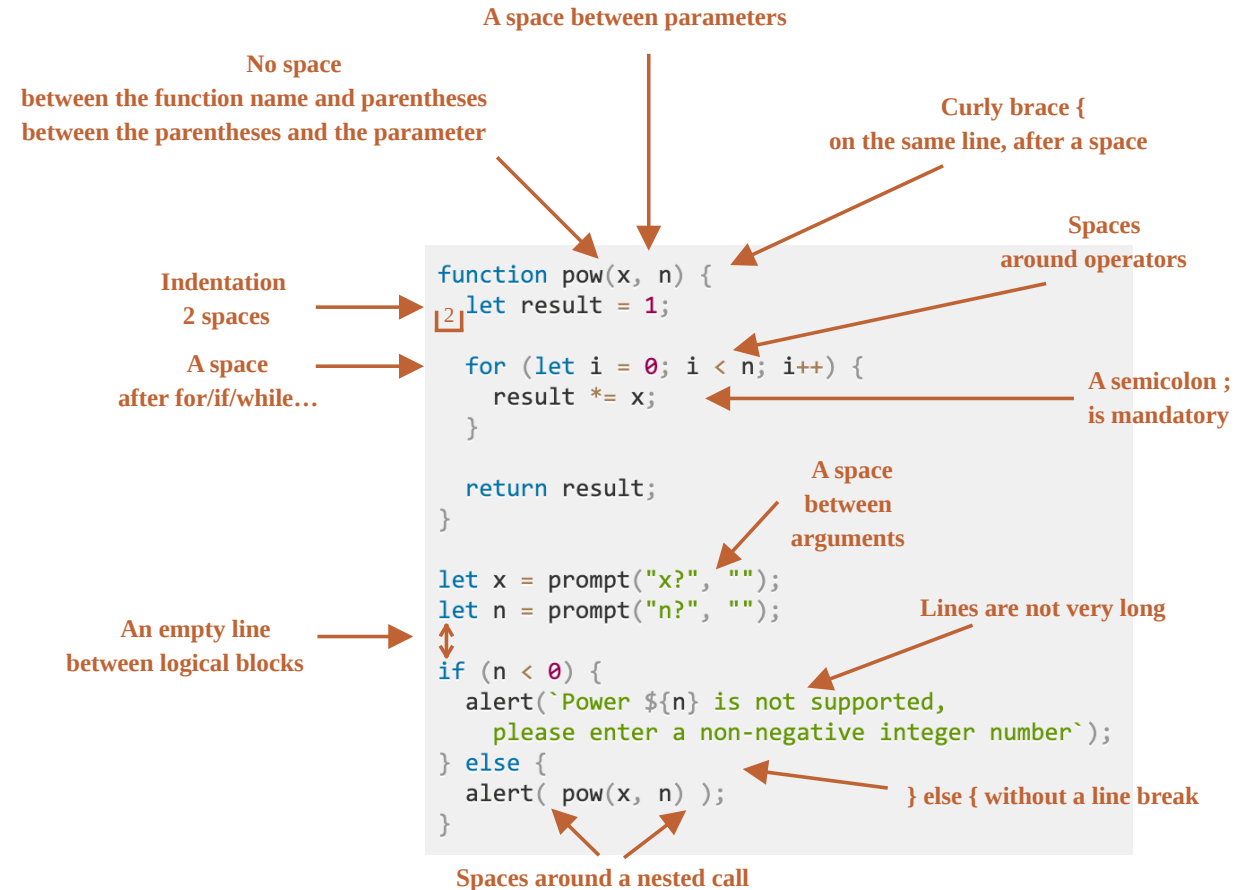 A space between parameters
No space
between the function name and parentheses
between the parentheses and the parameter
Curly brace {
on the same line, after a space
Spaces
around operators
Indentation
2 spaces
A space
after for/if/while…
A semicolon ;
is mandatory
function pow(x, n) {
2
  let result = 1;

  for (let i = 0; i < n; i++) {
    result *= x;
  }

  return result;
}

let x = prompt("x?", "");
let n = prompt("n?", "");

if (n < 0) {
  alert(`Power ${n} is not supported,
    please enter a non-negative integer number`);
} else {
  alert( pow(x, n) );
}
A space
between
arguments
Lines are not very long
An empty line
between logical blocks
} else { without a line break
Spaces around a nested call